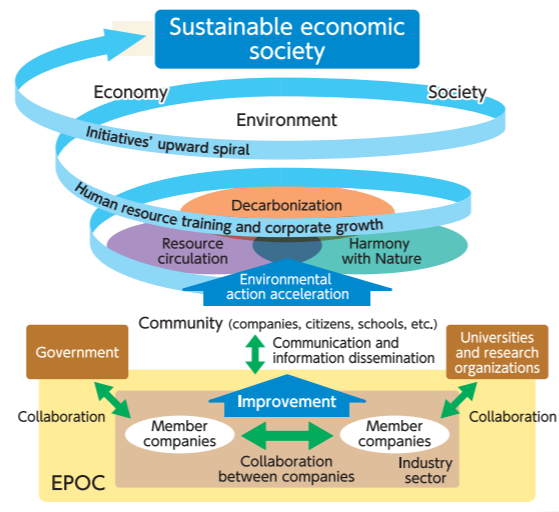 Sustainable economic
society
Economy
Society
Environment
Initiatives' upward spiral
Decarbonization
Human resource training and corporate growth
Resource
circulation
Harmony
with Nature
Environmental
action acceleration
Community (companies, citizens, schools, etc.)
Communication and
information dissemination
Government
Universities
and research
organizations
Improvement
Collaboration
Collaboration
Member
companies
Member
companies
Collaboration
between companies
Industry
sector
EPOC